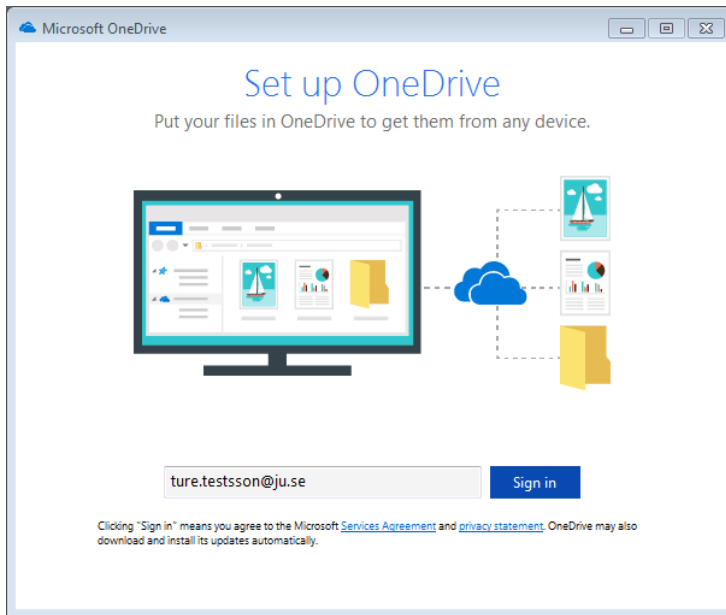 Microsoft OneDrive
Set up OneDrive
Put your files in OneDrive to get them from any device.
ture.testsson@ju.se
Sign in
Clicking "Sign in" means you agree to the Microsoft Services Agreement and privacy statement. OneDrive may also
download and install its updates automatically.